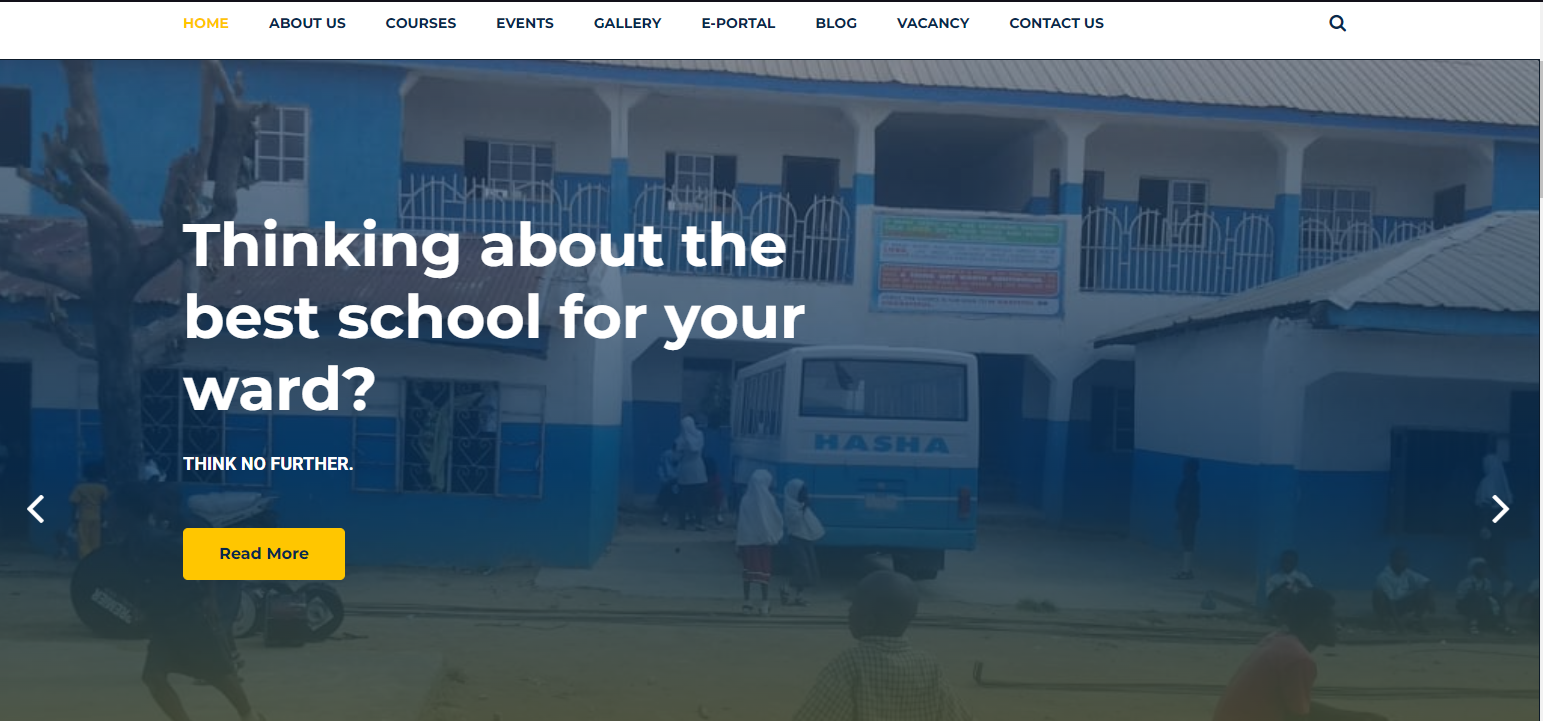 HOME ABOUT US COURSES EVENTS GALLERY E-PORTAL BLOG VACANCY CONTACT US
Thinking about the
best school for your
ward?
HASHA
THINK NO FURTHER.
Read More